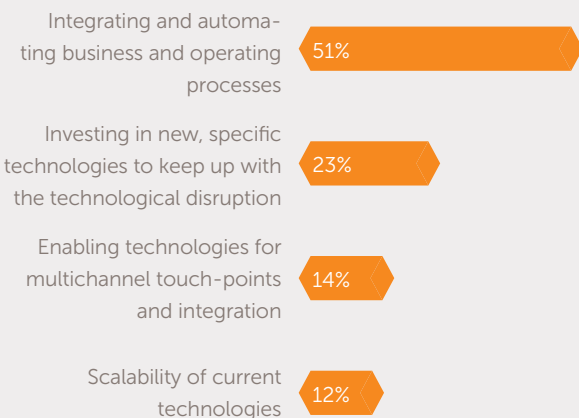 Integrating and automa-
ting business and operating
processes
51%
Investing in new, specific
technologies to keep up with
the technological disruption
23%
Enabling technologies for
multichannel touch-points
and integration
14%
Scalability of current
technologies
12%